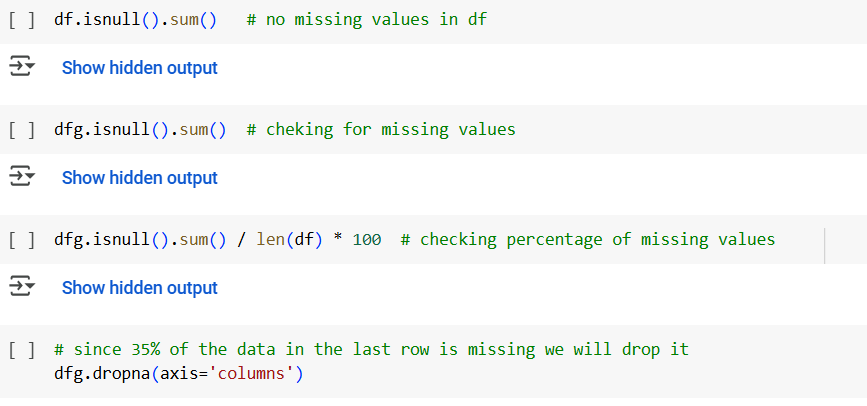 [ ] df.isnull().sum()   # no missing values in df
Show hidden output
[ ] dfg.isnull().sum()  # cheking for missing values
Show hidden output
[ ] dfg.isnull().sum() / len(df) * 100  # checking percentage of missing values
Show hidden output
[ ] # since 35% of the data in the last row is missing we will drop it
dfg.dropna(axis='columns')